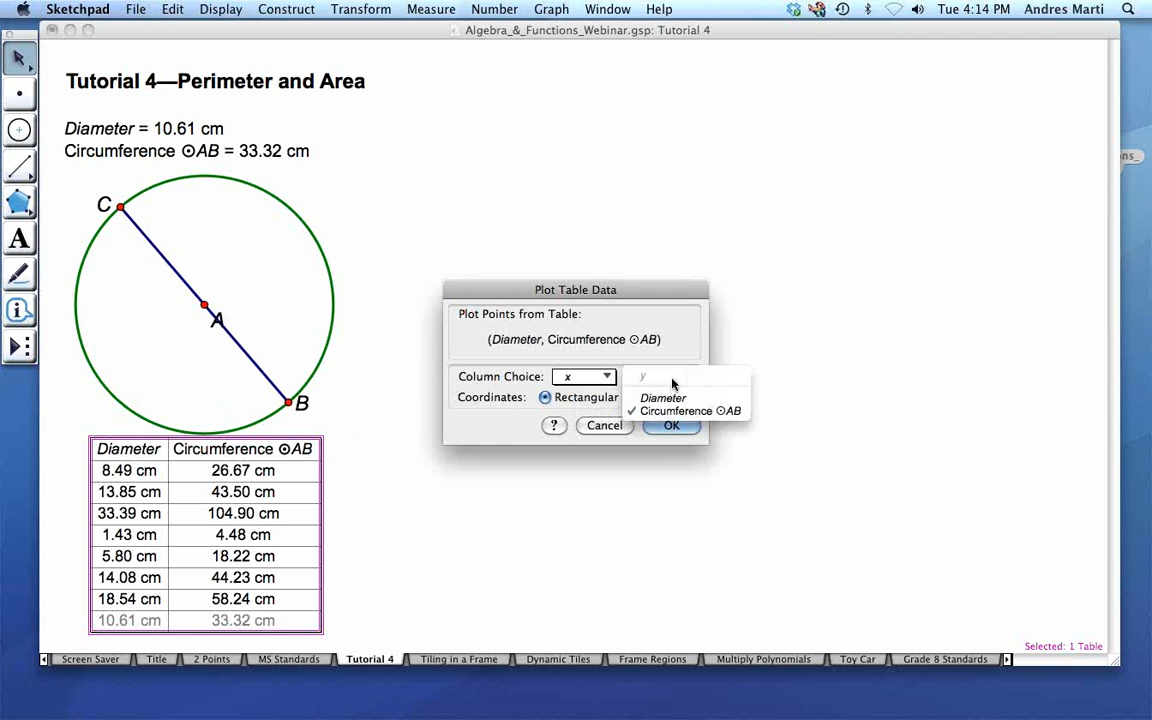 Sketchpad File Edit Display Construct Transform Measure Number Graph Window Help Tue 4:14 PM Andres Marti
Algebra_&_Functions_Webinar.gsp: Tutorial 4
Tutorial 4—Perimeter and Area
Diameter = 10.61 cm
Circumference ⊙AB = 33.32 cm
ons_
C
A
B
A
i
Plot Table Data
Plot Points from Table:
(Diameter, Circumference ⊙AB)
Column Choice: x y
Coordinates: Rectangular Diameter
✓ Circumference ⊙AB
? Cancel OK
Diameter Circumference ⊙AB
8.49 cm 26.67 cm
13.85 cm 43.50 cm
33.39 cm 104.90 cm
1.43 cm 4.48 cm
5.80 cm 18.22 cm
14.08 cm 44.23 cm
18.54 cm 58.24 cm
10.61 cm 33.32 cm
Selected: 1 Table
Screen Saver Title 2 Points MS Standards Tutorial 4 Tiling in a Frame Dynamic Tiles Frame Regions Multiply Polynomials Toy Car Grade 8 Standards